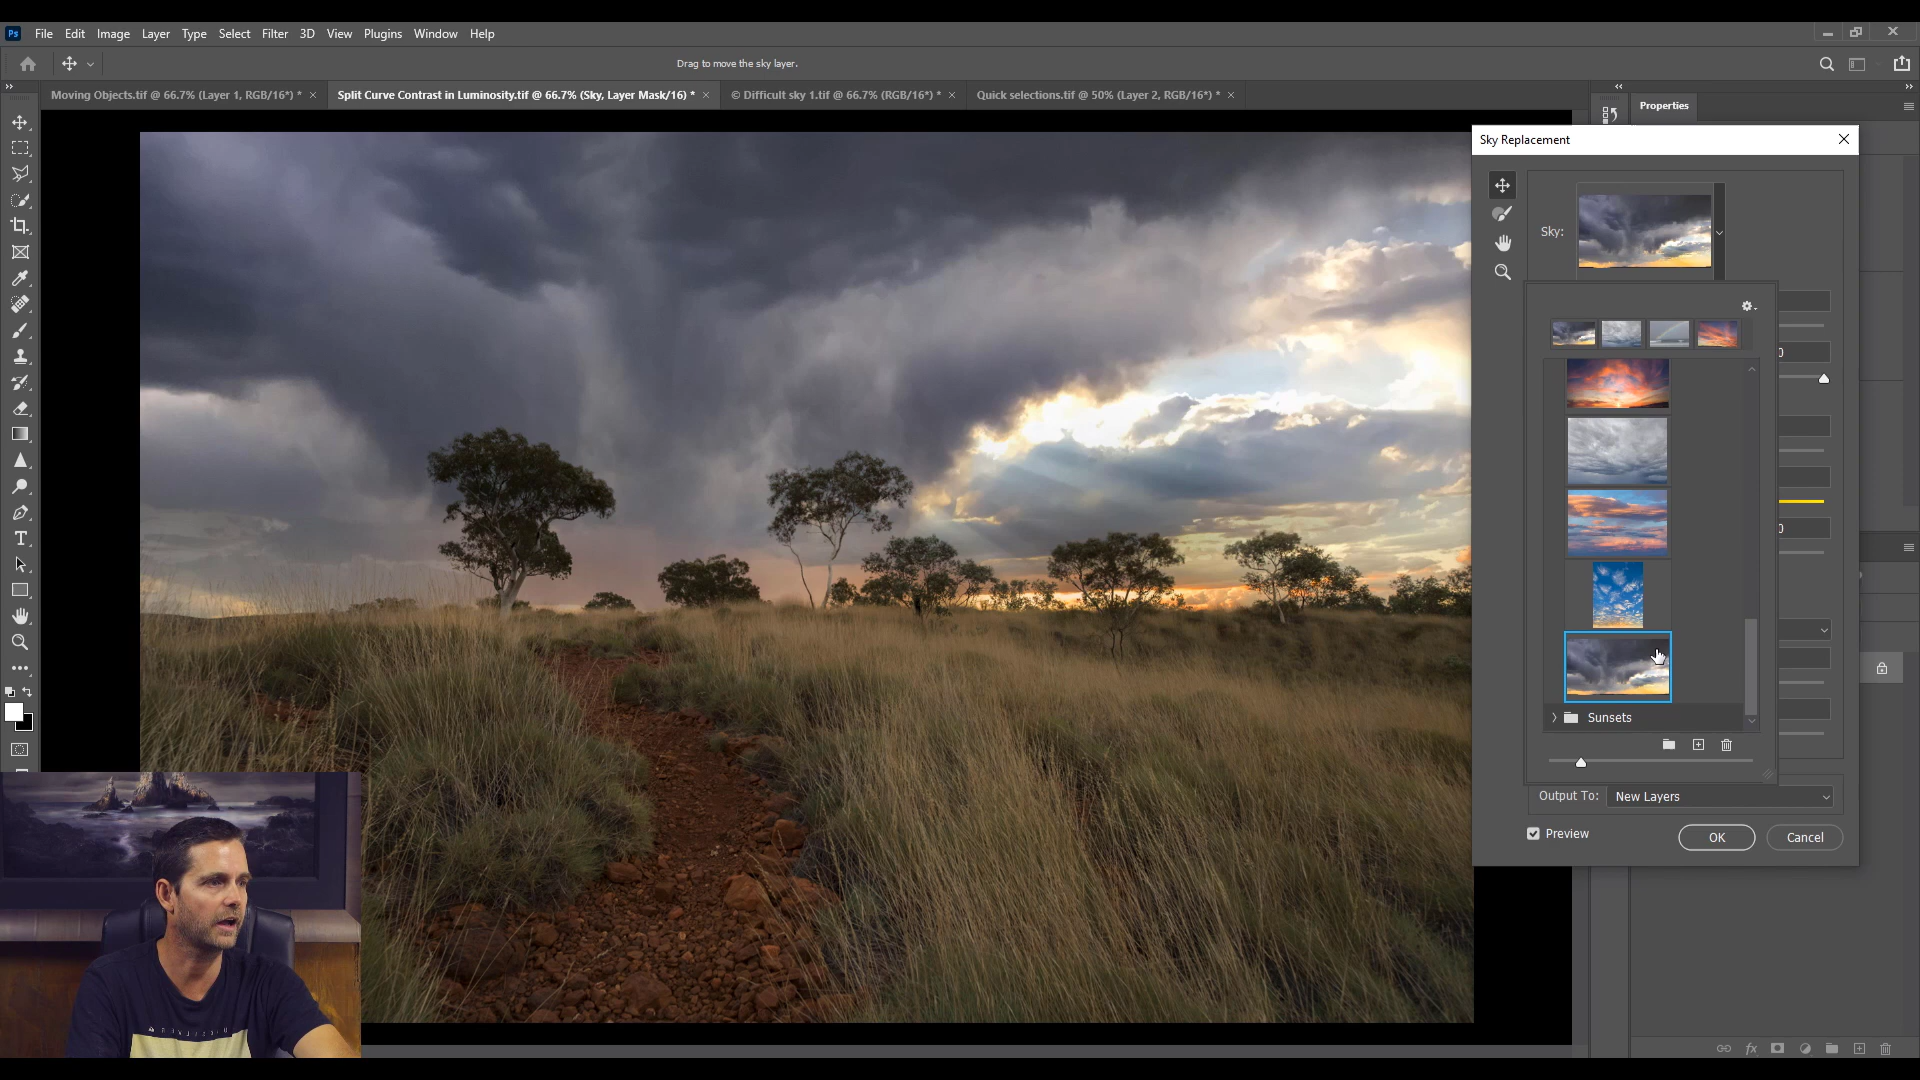 Ps File Edit Image Layer Type Select Filter 3D View Plugins Window Help
Drag to move the sky layer.
Moving Objects.tif @ 66.7% (Layer 1, RGB/16*) *
Split Curve Contrast in Luminosity.tif @ 66.7% (Sky, Layer Mask/16) *
© Difficult sky 1.tif @ 66.7% (RGB/16*) *
Quick selections.tif @ 50% (Layer 2, RGB/16*) *
Properties
Sky Replacement
Sky:
0
0
Sunsets
Output To: New Layers
Preview
OK
Cancel
T
fx